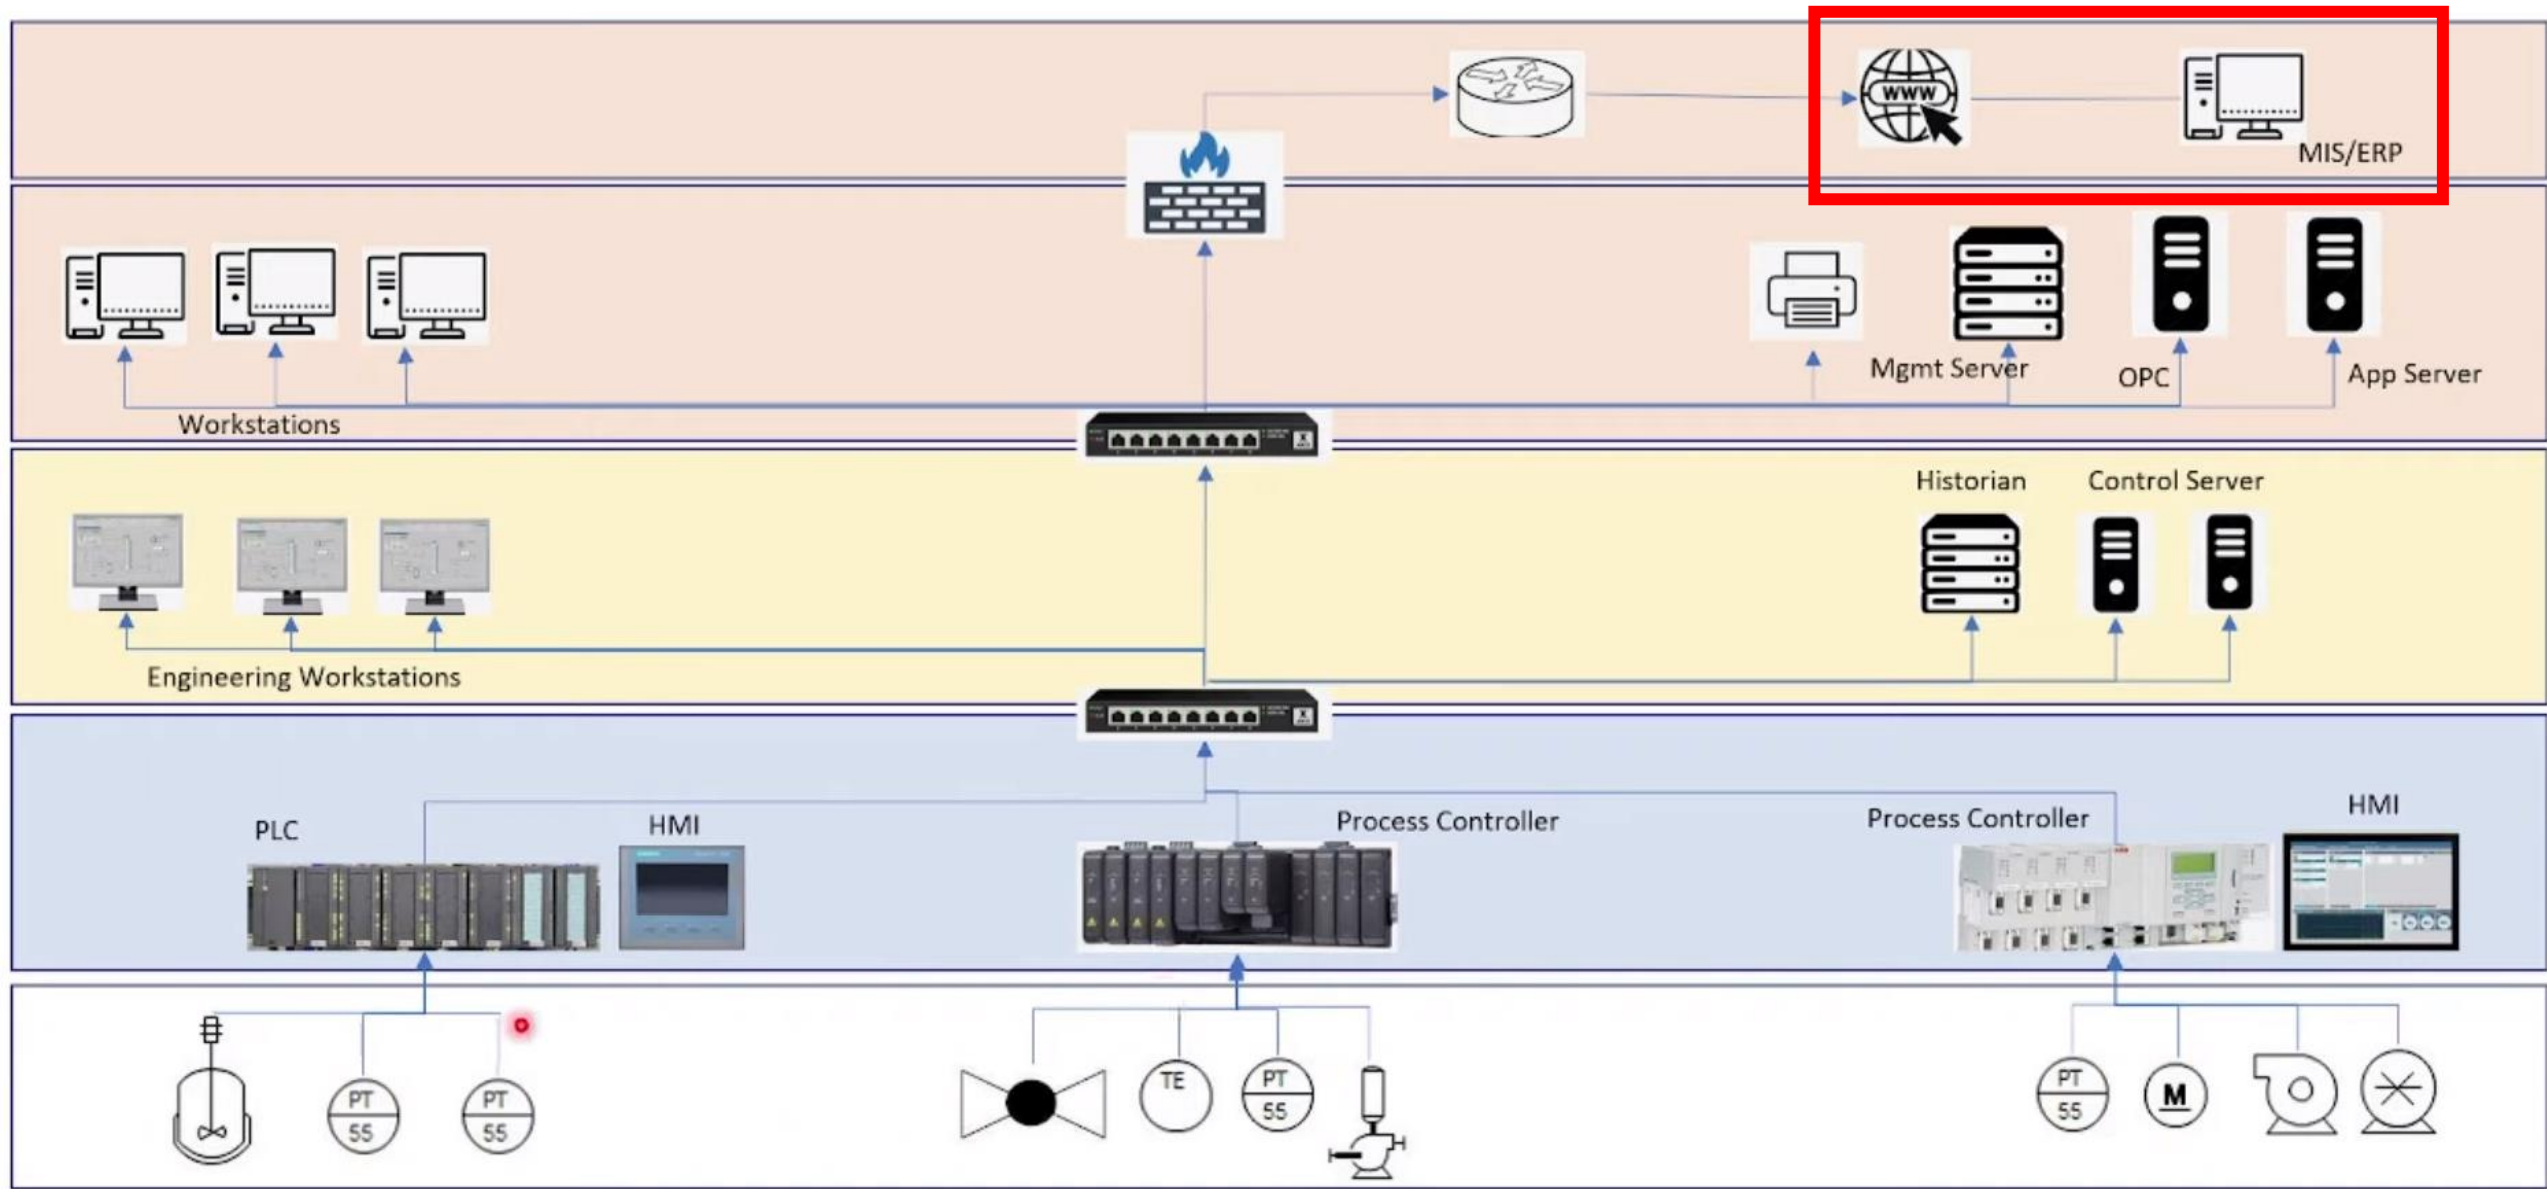 WWW
MIS/ERP
Mgmt Server
OPC
App Server
Workstations
Historian
Control Server
Engineering Workstations
PLC
HMI
Process Controller
Process Controller
HMI
PT
55
PT
55
TE
PT
55
PT
55
M